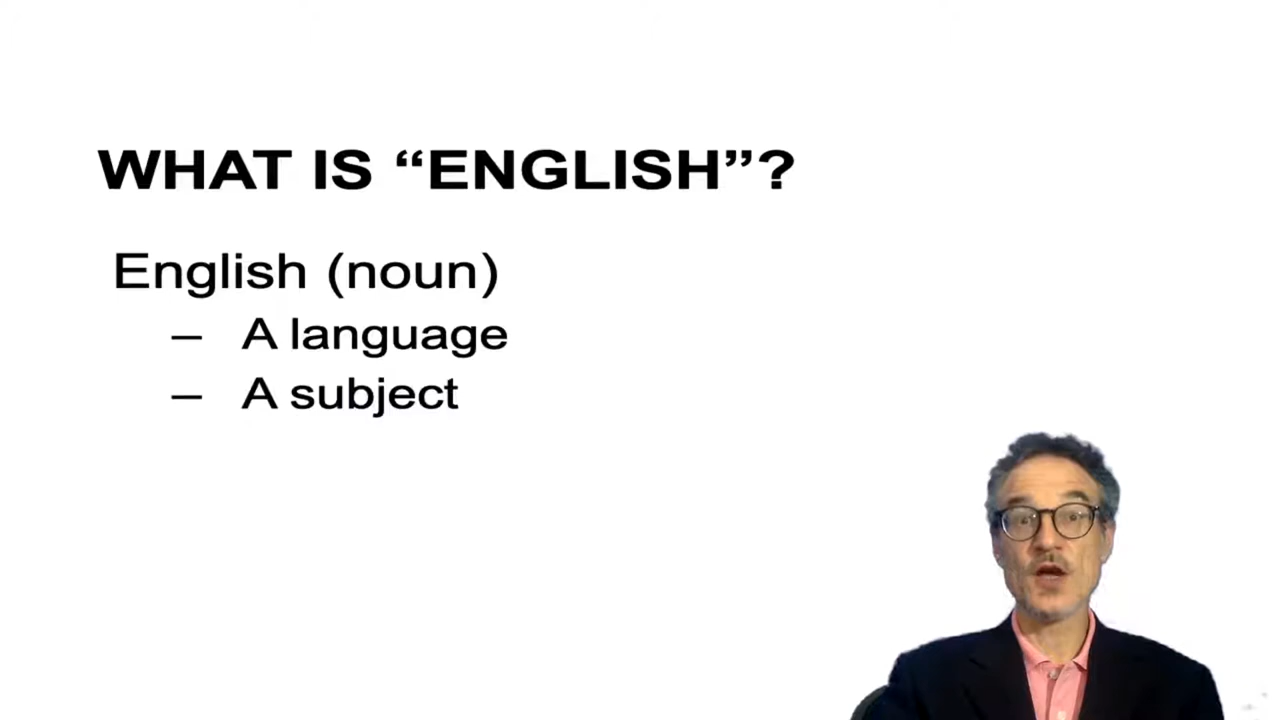 WHAT IS “ENGLISH”?
English (noun)
– A language
– A subject